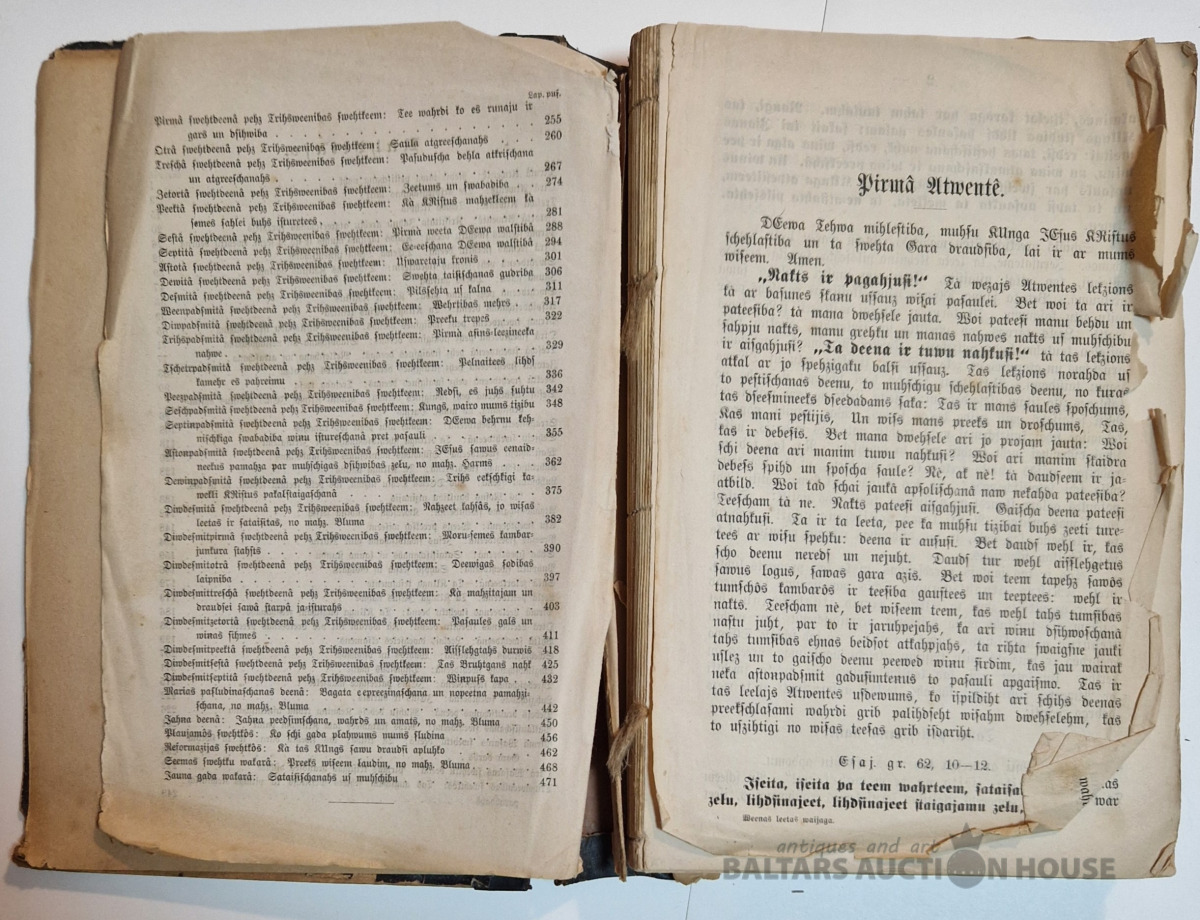 Lap. puſ.
Pirmâ ſwehtdeenâ pehz Trihsweenibas ſwehtkeem: Tee wahrdi ko es runaju ir
gars un dſihwiba . . . . . . . . . . 255
Otrâ ſwehtdeenâ pehz Trihsweenibas ſwehtkeem: Saula atgreeſchanahs . . 260
Treſchâ ſwehtdeenâ pehz Trihsweenibas ſwehtkeem: Paſuduſcha dehla atkriſchana
un atgreeſchanahs . . . . . . . . . . 267
Zetortâ ſwehtdeenâ pehz Trihsweenibas ſwehtkeem: Zeetums un ſwababiba . . 274
Peektâ ſwehtdeenâ pehz Trihsweenibas ſwehtkeem: Kà KRiſtus mahzekleem kà
ſemes ſahlei buhs iſturetees . . . . . . . . . 281
Seſtâ ſwehtdeenâ pehz Trihsweenibas ſwehtkeem: Pirmà weeta DEewa walſtibâ 288
Septitâ ſwehtdeenâ pehz Trihsweenibas ſwehtkeem: Ee-eeſchana DEewa walſtibâ 294
Aſtotâ ſwehtdeenâ pehz Trihsweenibas ſwehtkeem: Uſwaretaju kronis . . 301
Dewitâ ſwehtdeenâ pehz Trihsweenibas ſwehtkeem: Swehta taiſiſchanas gudriba 306
Deſmitâ ſwehtdeenâ pehz Trihsweenibas ſwehtkeem: Pilsſehta uſ kalna . . . 311
Weenpadſmitâ ſwehtdeenâ pehz Trihsweenibas ſwehtkeem: Wehrtibas mehrs . . 317
Diwpadſmitâ ſwehtdeenâ pehz Trihsweenibas ſwehtkeem: Preeku trepes . . . 322
Trihspadſmitâ ſwehtdeenâ pehz Trihsweenibas ſwehtkeem: Pirmà aſins-leezineeka
nahwe . . . . . . . . . . . . 329
Tſchetrpadſmitâ ſwehtdeenâ pehz Trihsweenibas ſwehtkeem: Pelnaitees lihdſ
kamehr es pahreimu . . . . . . . . . . 336
Peezpadſmitâ ſwehtdeenâ pehz Trihsweenibas ſwehtkeem: Redſi, es juhs ſuhtu 342
Seſchpadſmitâ ſwehtdeenâ pehz Trihsweenibas ſwehtkeem: Kungs, wairo mums tizibu 348
Septinpadſmitâ ſwehtdeenâ pehz Trihsweenibas ſwehtkeem: DEewa behrnu keh-
niſchkiga ſwabadiba winu iſtureſchanâ pret paſauli . . . . . 355
Aſtonpadſmitâ ſwehtdeenâ pehz Trihsweenibas ſwehtkeem: JEſus ſawus eenaid-
neekus pamahza par muhſchigas dſihwibas zelu, no mahz. Harms . . . 362
Dewinpadſmitâ ſwehtdeenâ pehz Trihsweenibas ſwehtkeem: Trihs eekſchkigi ka-
wekli KRiſtus pakalſtaigaſchanâ . . . . . . . . 375
Diwdeſmitâ ſwehtdeenâ pehz Trihsweenibas ſwehtkeem: Nahzeet kahſâs, jo wiſas
leetas ir ſataiſitas, no mahz. Bluma . . . . . . . 382
Diwdeſmitpirmâ ſwehtdeenâ pehz Trihsweenibas ſwehtkeem: Moru-ſemes kambar-
junkura ſtahſts . . . . . . . . . . . 390
Diwdeſmitotrâ ſwehtdeenâ pehz Trihsweenibas ſwehtkeem: Deewigas ſodibas
laipniba . . . . . . . . . . . . 397
Diwdeſmittreſchâ ſwehtdeenâ pehz Trihsweenibas ſwehtkeem: Kà mahzitajam un
draudſei ſawâ ſtarpâ ja-iſturahs . . . . . . . . 403
Diwdeſmitzetortâ ſwehtdeenâ pehz Trihsweenibas ſwehtkeem: Paſaules gals un
winas ſihmes . . . . . . . . . . . 411
Diwdeſmitpeektâ ſwehtdeenâ pehz Trihsweenibas ſwehtkeem: Aiſſlehgtahs durwis 418
Diwdeſmitſeſtâ ſwehtdeenâ pehz Trihsweenibas ſwehtkeem: Tas Bruhtgans nahk 425
Diwdeſmitſeptitâ ſwehtdeenâ pehz Trihsweenibas ſwehtkeem: Winpuſs kapa . . 432
Marias paſludinaſchanas deenâ: Bagata eepreezinaſchana un nopeetna pamahzi-
ſchana, no mahz. Bluma . . . . . . . . . 442
Jahna deenâ: Jahna peedſimſchana, wahrds un amats, no mahz. Bluma . . 450
Plaujamôs ſwehtkôs: Ko ſchi gada plahwums mums ſludina . . . . 456
Reformazijas ſwehtkôs: Kà tas KUngs ſawu draudſi apluhko . . . . 462
Seemas ſwehtku wakarâ: Preeks wiſeem laudim, no mahz. Bluma . . . 468
Jauna gada wakarâ: Sataiſiſchanahs uſ muhſchibu . . . . . . 471
Pirmâ Atwentê.
DEewa Tehwa mihleſtiba, muhſu KUnga JEſus KRiſtus
ſchehlaſtiba un ta ſwehta Gara draudſiba, lai ir ar mums
wiſeem. Amen.
„Nakts ir pagahjuſi!“ Tà wezajs Atwentes lekzions
kà ar baſunes ſkanu uſſauz wiſai paſaulei. Bet woi ta ari ir
pateeſiba? tà mana dwehſele jauta. Woi pateeſi manu behdu un
ſahpju nakts, manu grehku un manas nahwes nakts uſ muhſchibu
ir aiſgahjuſi? „Ta deena ir tuwu nahkuſi!“ tà tas lekzions
atkal ar jo ſpehzigaku balſi uſſauz. Tas lekzions norahda uſ
to peſtiſchanas deenu, to muhſchigu ſchehlaſtibas deenu, no kuras
tas dſeeſmineeks dſeedadams ſaka: Tas ir mans ſaules ſpoſchums,
Kas mani peſtijis, Un wiſs mans preeks un droſchums, Tas,
kas ir debeſis. Bet mana dwehſele ari jo projam jauta: Woi
ſchi deena ari manim tuwu nahkuſi? Woi ari manim ſkaidra
debeſs ſpihd un ſpoſcha ſaule? Nè, ak nè! tà daudſeem ir ja-
atbild. Woi tad ſchai jaukâ apſoliſchanâ naw nekahda pateeſiba?
Teeſcham tà ne. Nakts pateeſi aiſgahjuſi. Gaiſcha deena pateeſi
atnahkuſi. Ta ir ta leeta, pee ka muhſu tizibai buhs zeeti ture-
tees ar wiſu ſpehku: deena ir auſuſi. Bet daudſ wehl ir, kas
ſcho deenu neredſ un nejuht. Daudſ tur wehl aiſſlehgetus
ſawus logus, ſawas gara azis. Bet woi teem tapehz ſawôs
tumſchôs kambarôs ir teeſiba gauſtees un teeptees: wehl ir
nakts. Teeſcham nè, bet wiſeem teem, kas wehl tahs tumſibas
naſtu juht, par to ir jaruhpejahs, ka ari winu dſihwoſchanâ
tahs tumſibas ehnas beidſot atkahpjahs, ta rihta ſwaigſne jauki
uſlez un to gaiſcho deenu peewed winu ſirdim, kas jau wairak
neka aſtonpadſmit gaduſimtenus to paſauli apgaiſmo. Tas ir
tas leelajs Atwentes uſdewums, ko iſpildiht ari ſchihs deenas
preekſchlaſami wahrdi grib palihdſeht wiſahm dwehſelehm, kas
to uſzihtigi no wiſas teeſas grib iſdariht.
Eſaj. gr. 62, 10—12.
Iſeita, iſeita pa teem wahrteem, ſataiſa as
zelu, lihdſinajeet, lihdſinajeet ſtaigajamu zelu, wahj war
Weenas leetas waijaga.
antiques and art
BALTARS AUCTION HOUSE